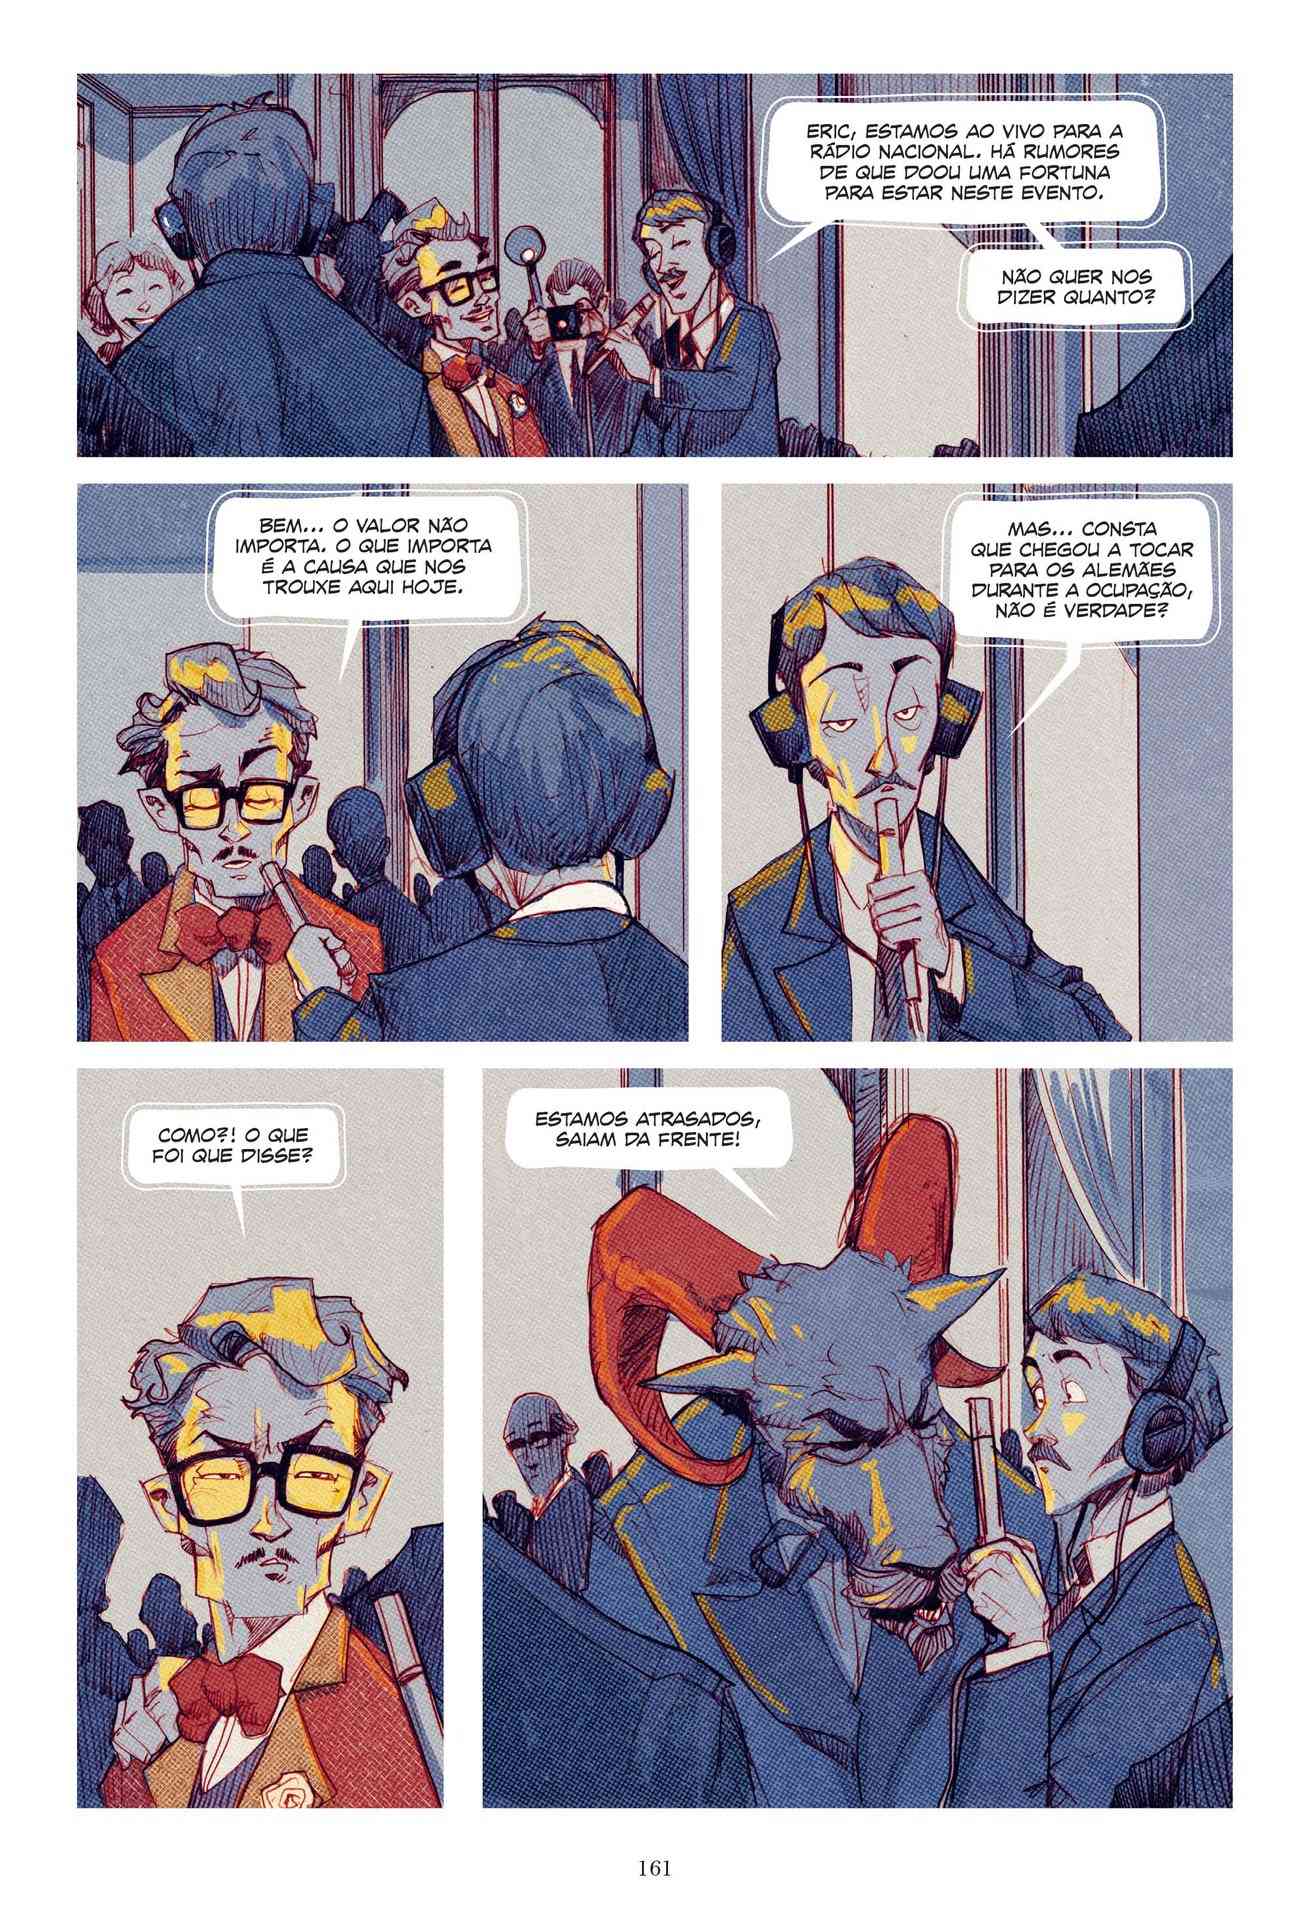 ERIC, ESTAMOS AO VIVO PARA A
RÁDIO NACIONAL. HÁ RUMORES
DE QUE DOOU UMA FORTUNA
PARA ESTAR NESTE EVENTO.
NÃO QUER NOS
DIZER QUANTO?
BEM... O VALOR NÃO
IMPORTA. O QUE IMPORTA
É A CAUSA QUE NOS
TROUXE AQUI HOJE.
MAS... CONSTA
QUE CHEGOU A TOCAR
PARA OS ALEMÃES
DURANTE A OCUPAÇÃO,
NÃO É VERDADE?
COMO?! O QUE
FOI QUE DISSE?
ESTAMOS ATRASADOS,
SAIAM DA FRENTE!
161